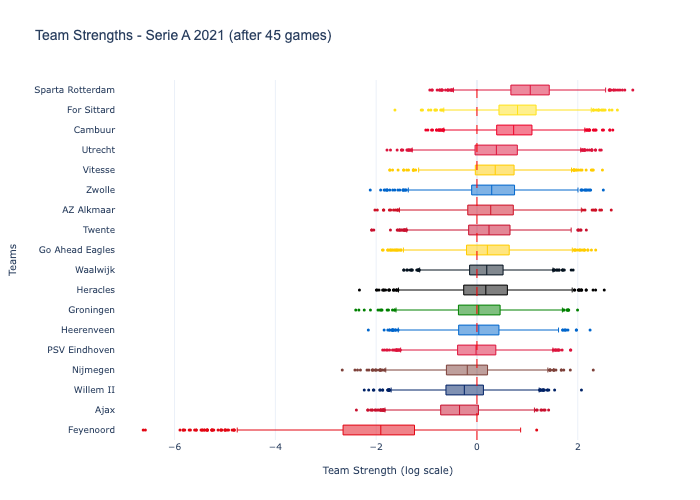 Team Strengths - Serie A 2021 (after 45 games)
Sparta Rotterdam
For Sittard
Cambuur
Utrecht
Vitesse
Zwolle
AZ Alkmaar
Twente
Go Ahead Eagles
Waalwijk
Heracles
Groningen
Heerenveen
PSV Eindhoven
Nijmegen
Willem II
Ajax
Feyenoord
Teams
−6 −4 −2 0 2
Team Strength (log scale)